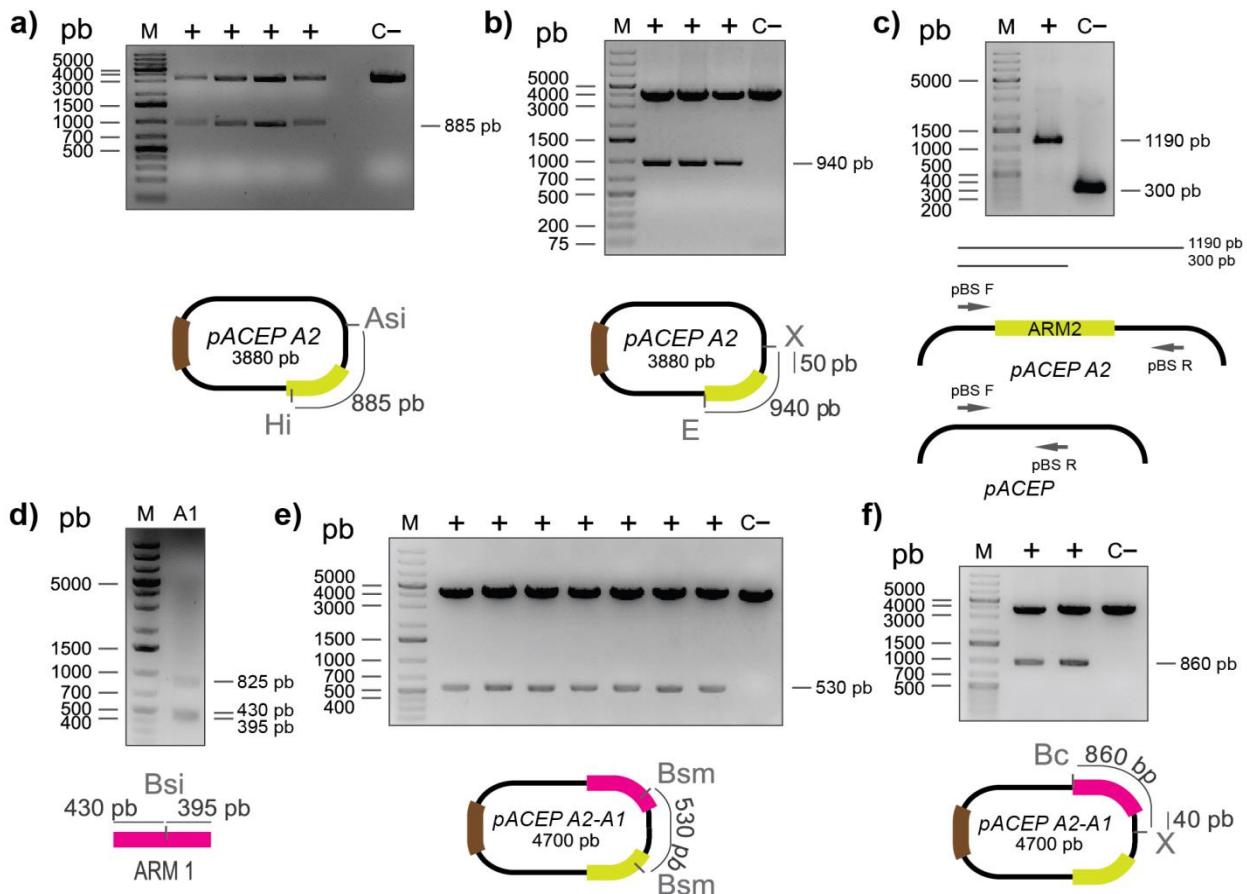 a)
pb
M + + + + C–
5000
4000
3000
1500
1000
700
500
885 pb
pACEP A2
3880 pb
Asi
Hi
885 pb
b)
pb
M + + + C–
5000
4000
3000
1500
1000
700
500
200
75
940 pb
pACEP A2
3880 pb
X
50 pb
E
940 pb
c)
pb
M + C–
5000
1500
1000
500
400
300
200
1190 pb
300 pb
1190 pb
300 pb
pBS F
ARM2
pACEP A2
pBS R
pBS F
pBS R
pACEP
d)
pb
M A1
5000
1500
1000
700
500
400
825 pb
430 pb
395 pb
Bsi
430 pb 395 pb
ARM 1
e)
pb
M + + + + + + + C–
5000
4000
3000
1500
1000
700
500
400
530 pb
Bsm
pACEP A2-A1
4700 pb
530 pb
Bsm
f)
pb
M + + C–
5000
4000
3000
1500
1000
700
500
860 pb
Bc
860 bp
pACEP A2-A1
4700 pb
40 pb
X